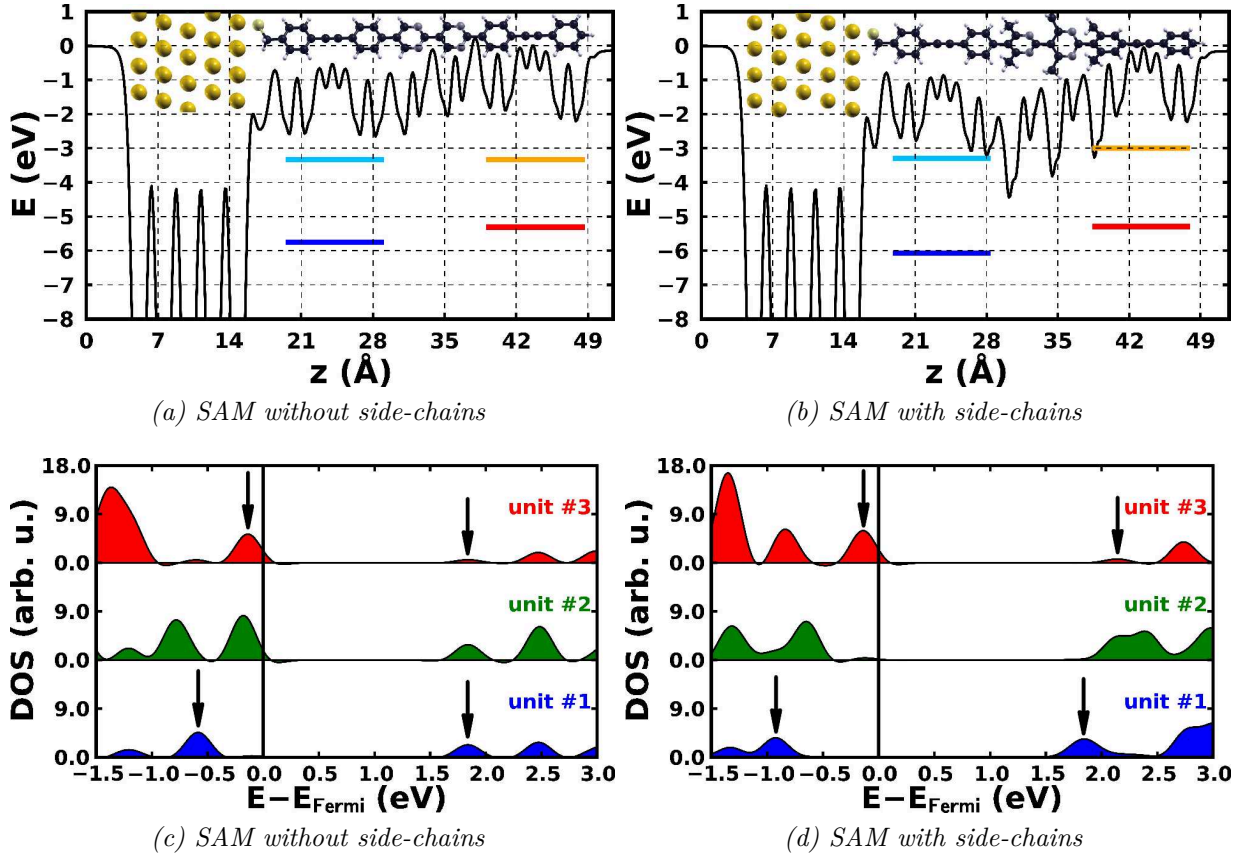 1
0
−1
−2
−3
−4
−5
−6
−7
−8
E (eV)
0 7 14 21 28 35 42 49
z (Å)
(a) SAM without side-chains
1
0
−1
−2
−3
−4
−5
−6
−7
−8
E (eV)
0 7 14 21 28 35 42 49
z (Å)
(b) SAM with side-chains
18.0
9.0
0.0
9.0
0.0
9.0
0.0
DOS (arb. u.)
unit #3
unit #2
unit #1
−1.5 −1.0 −0.5 0.0 0.5 1.0 1.5 2.0 2.5 3.0
E−E_Fermi (eV)
(c) SAM without side-chains
18.0
9.0
0.0
9.0
0.0
9.0
0.0
DOS (arb. u.)
unit #3
unit #2
unit #1
−1.5 −1.0 −0.5 0.0 0.5 1.0 1.5 2.0 2.5 3.0
E−E_Fermi (eV)
(d) SAM with side-chains